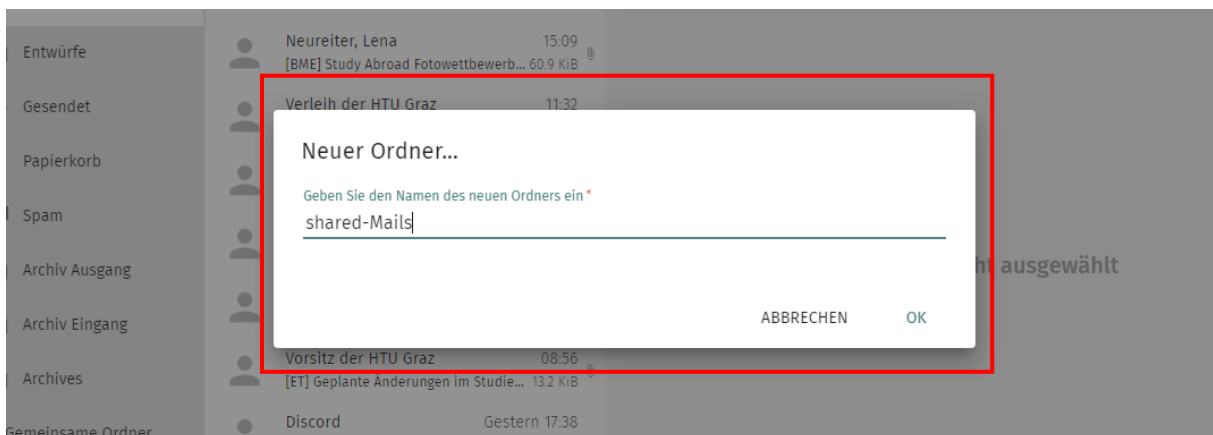 Entwürfe
Gesendet
Papierkorb
Spam
Archiv Ausgang
Archiv Eingang
Archives
Gemeinsame Ordner
Neureiter, Lena 15:09
[BME] Study Abroad Fotowettbewerb... 60.9 KiB
Verleih der HTU Graz 11:32
Neuer Ordner...
Geben Sie den Namen des neuen Ordners ein *
shared-Mails
ABBRECHEN OK
Vorsitz der HTU Graz 08:56
[ET] Geplante Änderungen im Studie... 13.2 KiB
Discord Gestern 17:38
ausgewählt